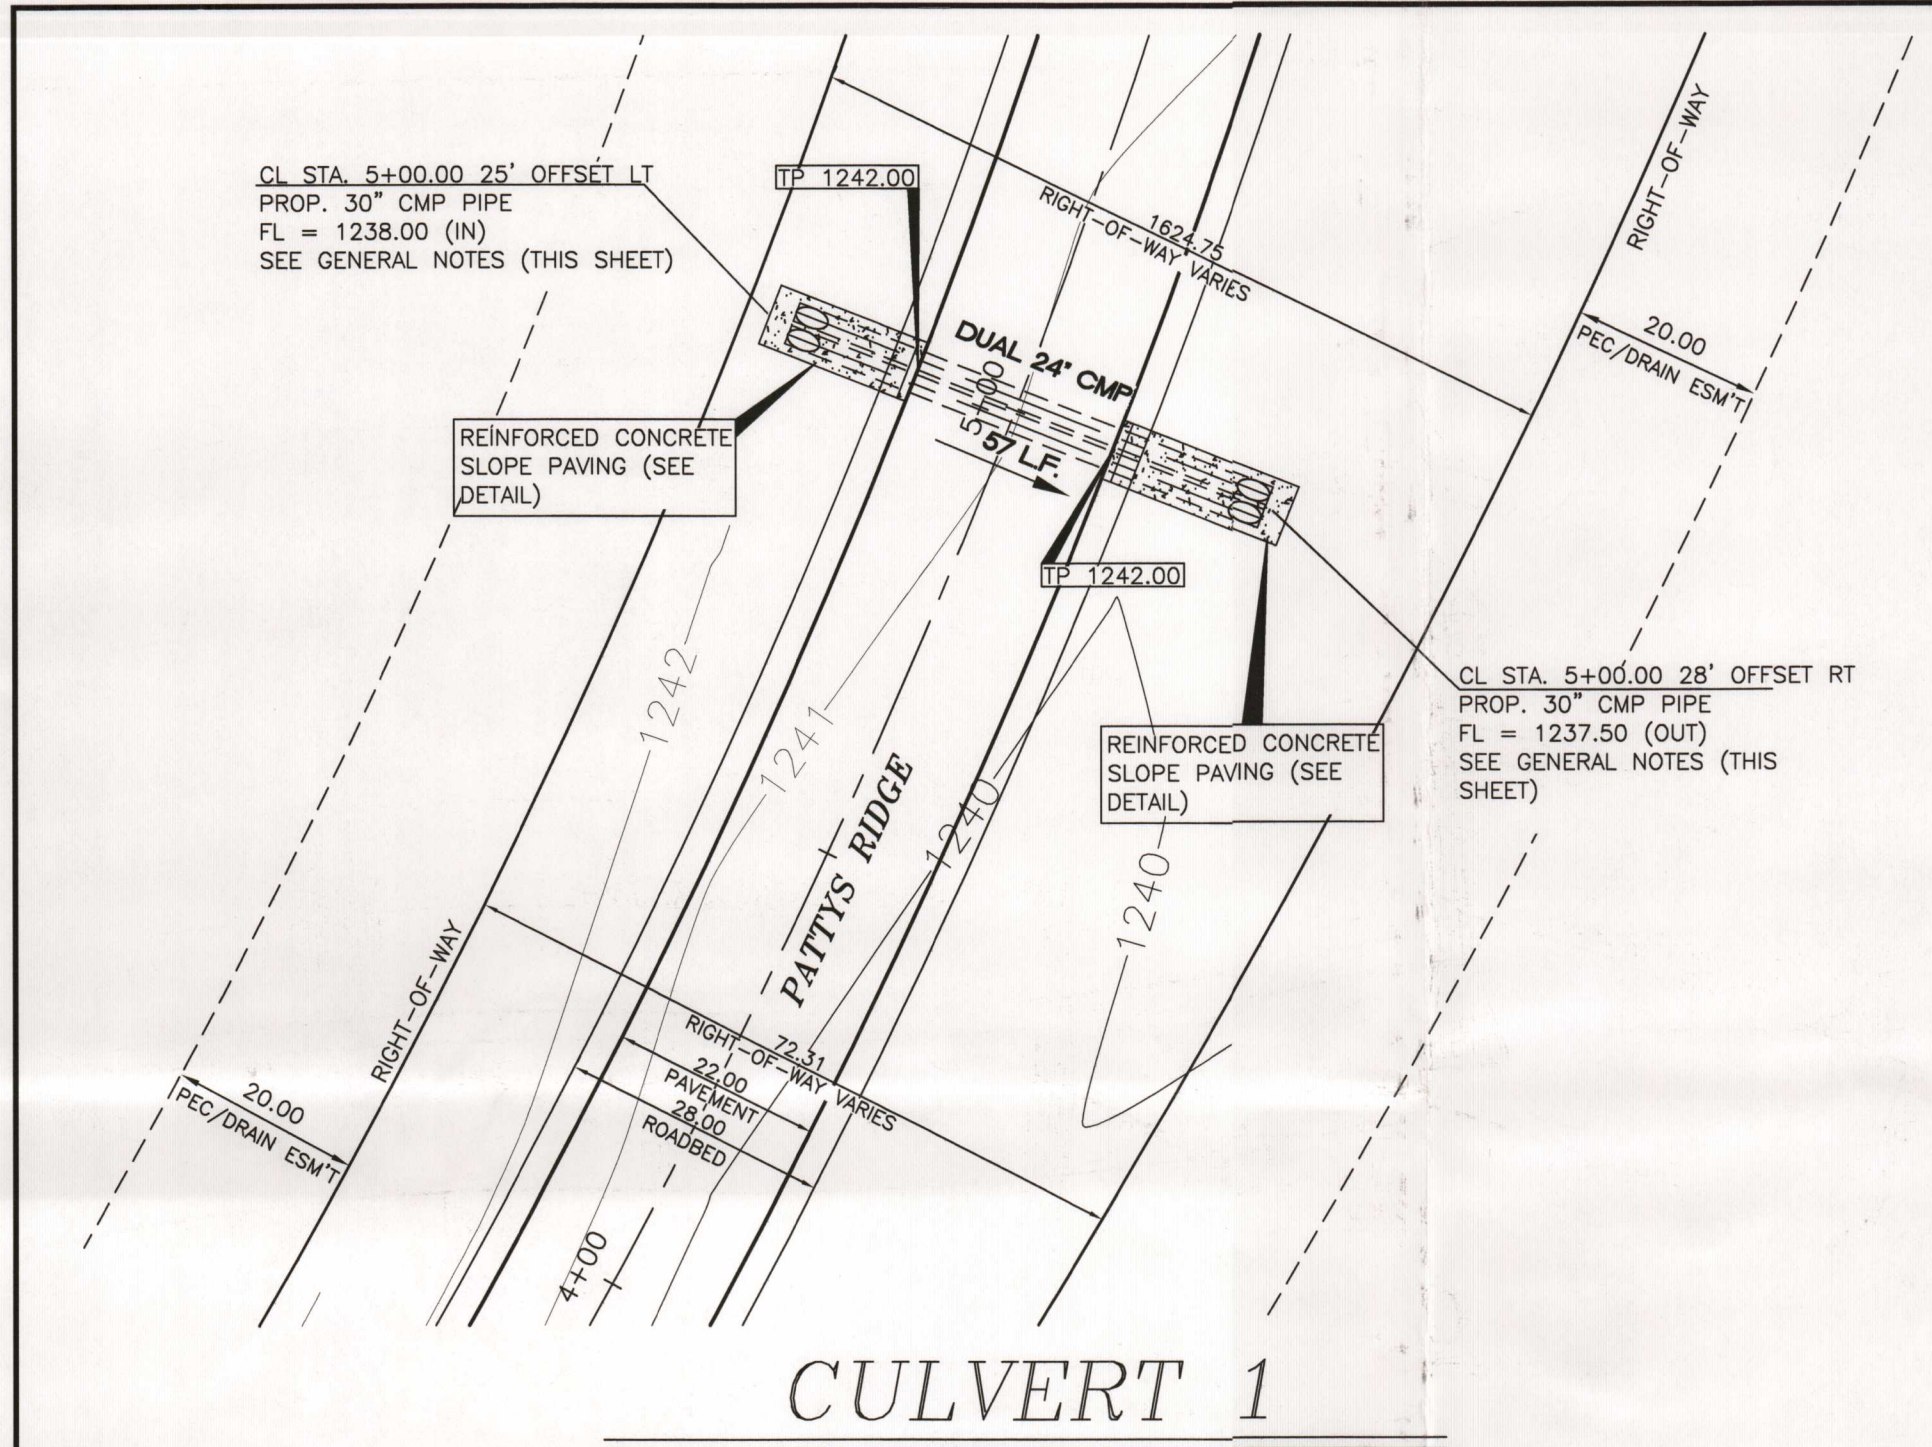 CL STA. 5+00.00 25' OFFSET LT
PROP. 30" CMP PIPE
FL = 1238.00 (IN)
SEE GENERAL NOTES (THIS SHEET)
TP 1242.00
1624.75
RIGHT-OF-WAY VARIES
RIGHT-OF-WAY
20.00
PEC/DRAIN ESM'T
DUAL 24" CMP
5+00
57 L.F.
REINFORCED CONCRETE
SLOPE PAVING (SEE
DETAIL)
TP 1242.00
1242
1241
1240
1240
PATTYS RIDGE
CL STA. 5+00.00 28' OFFSET RT
PROP. 30" CMP PIPE
FL = 1237.50 (OUT)
SEE GENERAL NOTES (THIS
SHEET)
REINFORCED CONCRETE
SLOPE PAVING (SEE
DETAIL)
RIGHT-OF-WAY
20.00
PEC/DRAIN ESM'T
72.31
RIGHT-OF-WAY VARIES
22.00
PAVEMENT
28.00
ROADBED
4+00
CULVERT 1